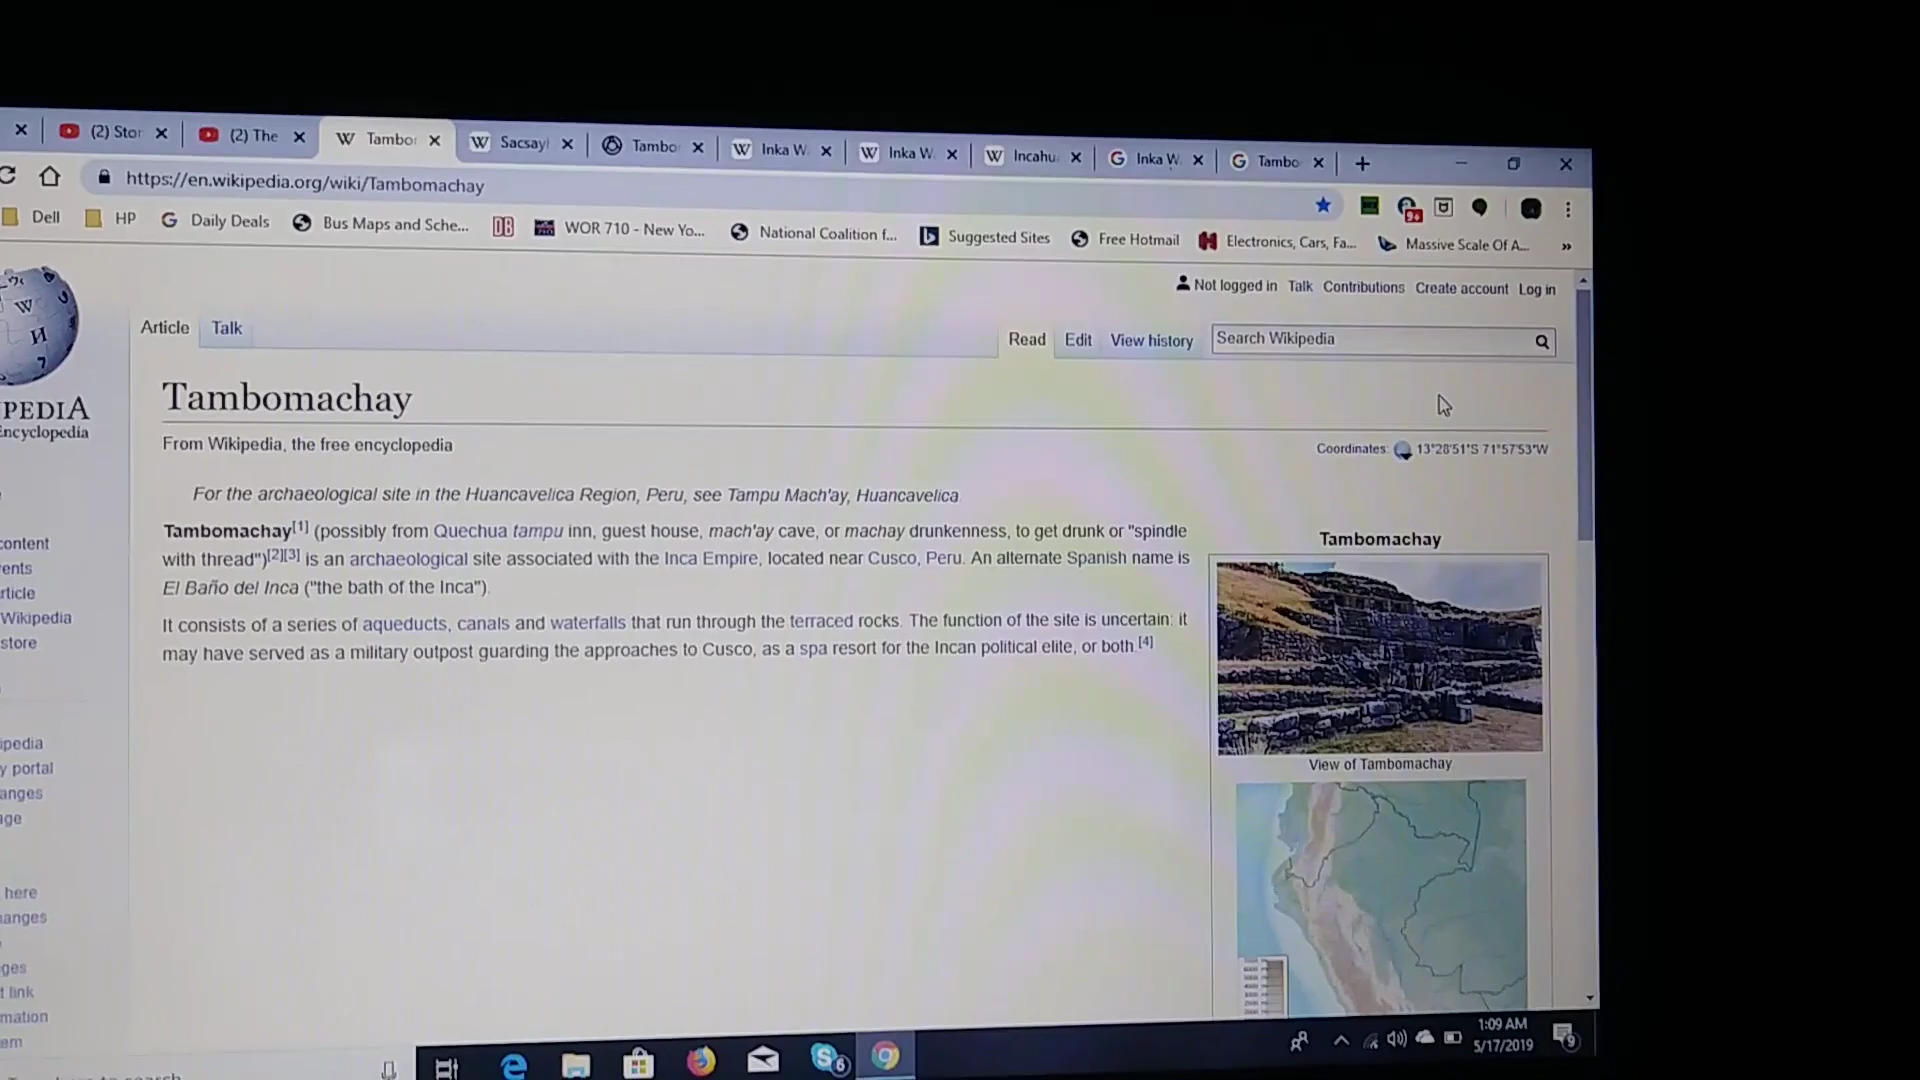 (2) Stor
(2) The
Tambo
Sacsay
Tambo
Inka W
Inka W
Incahu
Inka W
Tambo
https://en.wikipedia.org/wiki/Tambomachay
Dell HP Daily Deals Bus Maps and Sche... DB WOR 710 - New Yo... National Coalition f... Suggested Sites Free Hotmail Electronics, Cars, Fa... Massive Scale Of A... »
Not logged in Talk Contributions Create account Log in
Article Talk Read Edit View history Search Wikipedia
PEDIA
Encyclopedia
Tambomachay
From Wikipedia, the free encyclopedia
Coordinates: 13°28′51″S 71°57′53″W
For the archaeological site in the Huancavelica Region, Peru, see Tampu Mach'ay, Huancavelica
Tambomachay[1] (possibly from Quechua tampu inn, guest house, mach'ay cave, or machay drunkenness, to get drunk or "spindle
with thread")[2][3] is an archaeological site associated with the Inca Empire, located near Cusco, Peru. An alternate Spanish name is
El Baño del Inca ("the bath of the Inca").
It consists of a series of aqueducts, canals and waterfalls that run through the terraced rocks. The function of the site is uncertain: it
may have served as a military outpost guarding the approaches to Cusco, as a spa resort for the Incan political elite, or both.[4]
Tambomachay
View of Tambomachay
content
ents
rticle
Wikipedia
store
ipedia
y portal
anges
age
here
hanges
ges
t link
mation
em
6
1:09 AM
5/17/2019
9